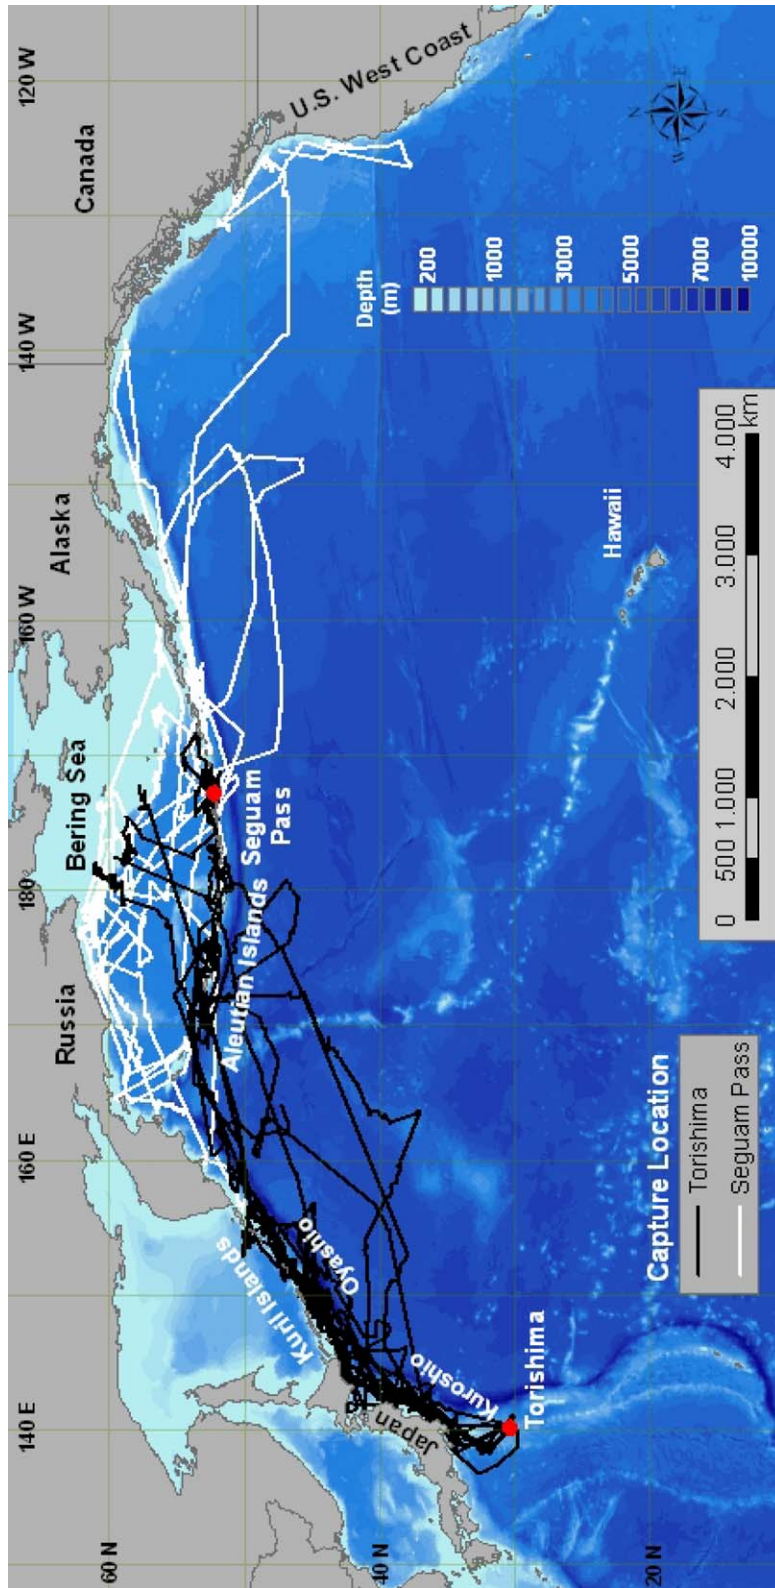 140 E
160 E
180
160 W
140 W
120 W
60 N
40 N
20 N
Russia
Bering Sea
Alaska
Canada
U.S. West Coast
Kuril Islands
Oyashio
Aleutian Islands
Seguam
Pass
Japan
Kuroshio
Torishima
Hawaii
Depth
(m)
200
1000
3000
5000
7000
10000
N
E
S
W
Capture Location
Torishima
Seguam Pass
0 500 1.000 2.000 3.000 4.000
km